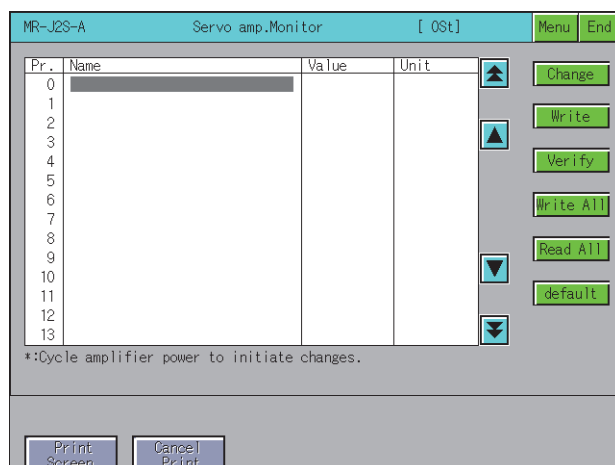 MR-J2S-A Servo amp.Monitor [ 0St] Menu End
Pr. Name Value Unit
0
1
2
3
4
5
6
7
8
9
10
11
12
13
Change
Write
Verify
Write All
Read All
default
*:Cycle amplifier power to initiate changes.
Print
Screen
Cancel
Print